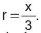 r = x/3.